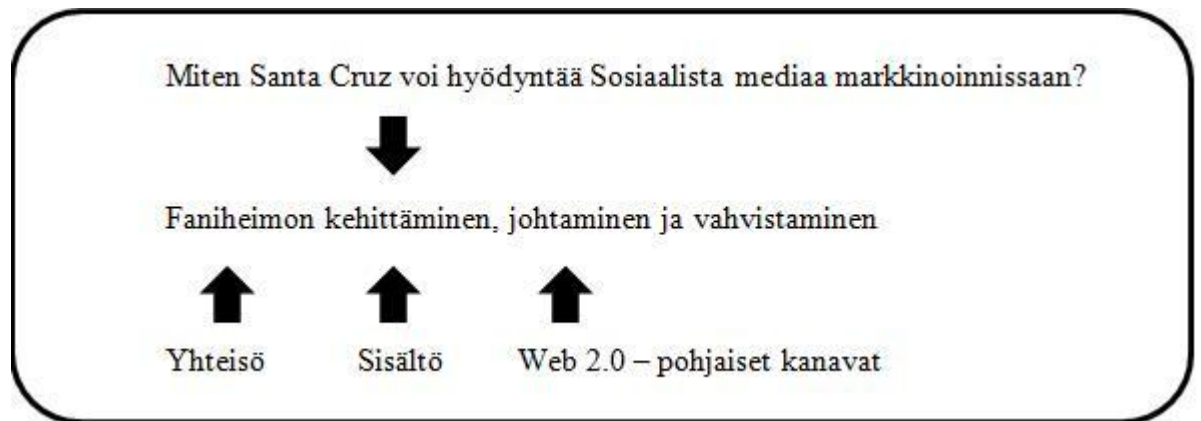 Miten Santa Cruz voi hyödyntää Sosiaalista mediaa markkinoinnissaan?
Faniheimon kehittäminen, johtaminen ja vahvistaminen
Yhteisö Sisältö Web 2.0 – pohjaiset kanavat